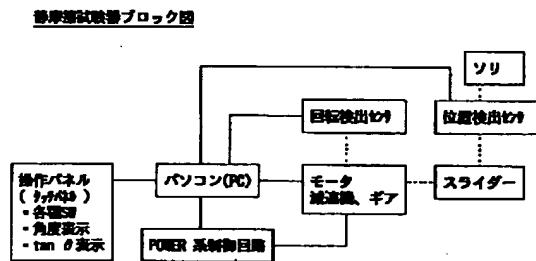 静摩擦試験器ブロック図
ソリ
回転検出ｾﾝｻ
位置検出ｾﾝｻ
操作パネル
( ﾀｯﾁﾊﾟﾈﾙ )
・各種SW
・角度表示
・tan θ 表示
パソコン(PC)
モータ
減速機、ギア
スライダー
POWER 系制御回路